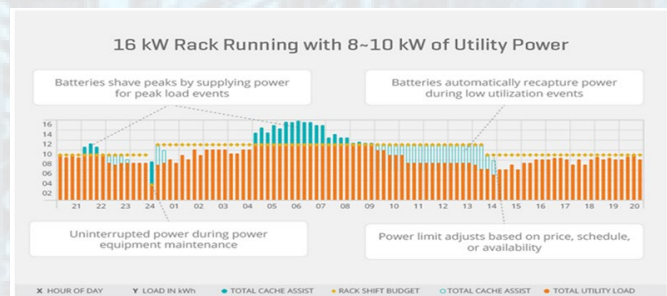 16 kW Rack Running with 8~10 kW of Utility Power
Batteries shave peaks by supplying power
for peak load events
Batteries automatically recapture power
during low utilization events
16
14
12
10
08
06
04
02
21 22 23 24 01 02 03 04 05 06 07 08 09 10 11 12 13 14 15 16 17 18 19 20
Uninterrupted power during power
equipment maintenance
Power limit adjusts based on price, schedule,
or availability
X HOUR OF DAY Y LOAD IN kWh TOTAL CACHE ASSIST RACK SHIFT BUDGET TOTAL CACHE ASSIST TOTAL UTILITY LOAD